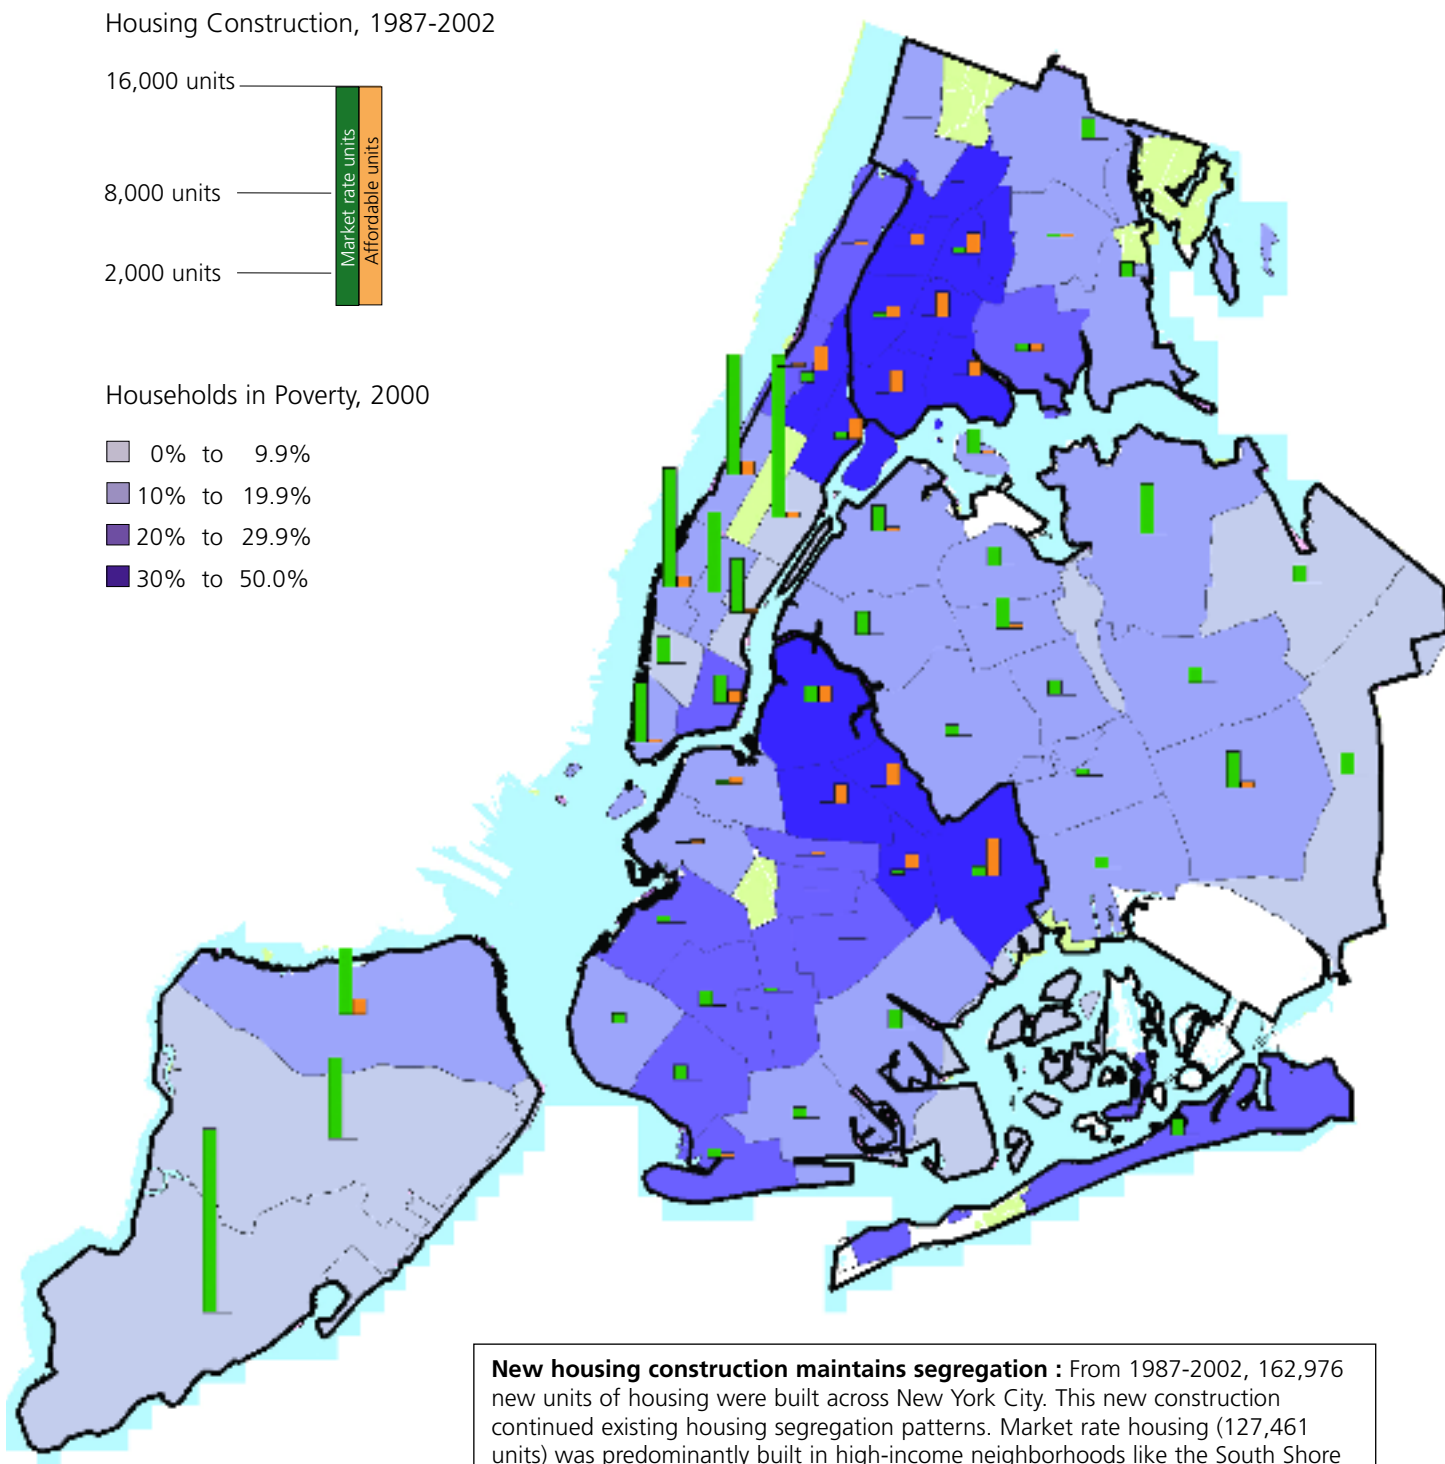 Housing Construction, 1987-2002
16,000 units
8,000 units
2,000 units
Market rate units
Affordable units
Households in Poverty, 2000
0% to 9.9%
10% to 19.9%
20% to 29.9%
30% to 50.0%
New housing construction maintains segregation : From 1987-2002, 162,976
new units of housing were built across New York City. This new construction
continued existing housing segregation patterns. Market rate housing (127,461
units) was predominantly built in high-income neighborhoods like the South Shore